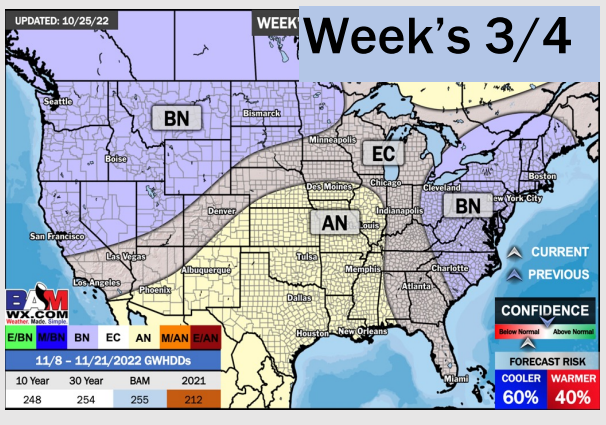 UPDATED: 10/25/22
WEEK
Week's 3/4
Seattle
BN
Bismarck
Minneapolis
EC
Boise
Boston
Des Moines
Chicago
Cleveland
New York City
BN
Denver
AN
Louis
Indianapolis
San Francisco
Las Vegas
Tulsa
Memphis
Charlotte
CURRENT
Los Angeles
Albuquerque
Atlanta
PREVIOUS
Phoenix
Dallas
BAM
WX.COM
Weather. Made, Simple.
Houston
New Orleans
CONFIDENCE
Below Normal
Above Normal
E/BN M/BN BN EC AN M/AN E/AN
11/8 – 11/21/2022 GWHDDs
FORECAST RISK
Miami
10 Year 30 Year BAM 2021
COOLER WARMER
248 254 255 212
60% 40%